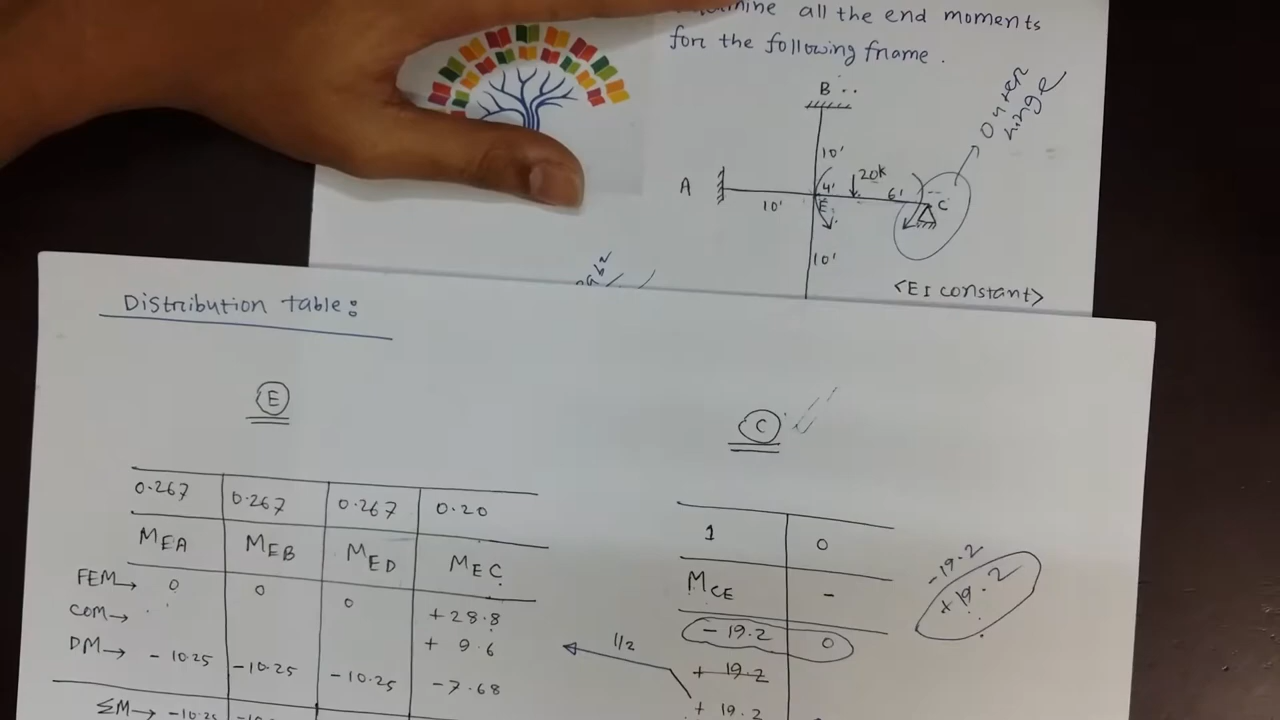 all the end moments
for the following frame.
B
10'
20k
4'
6'
A
10'
E
C
10'
Outer
hinge
<EI constant>
Distribution table:
E
C
0.267 0.267 0.267 0.20
MEA MEB MED MEC
FEM→ 0 0 0 +28.8
COM→ + 9.6
DM→ -10.25 -10.25 -10.25 -7.68
ΣM→ -10.25
1 0
MCE -
-19.2 0
+ 19.2
+ 19.2
1/2
-19.2
+19.2